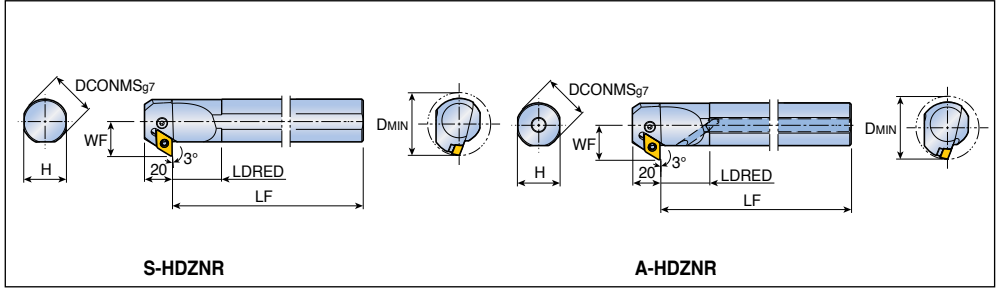 DCONMSg7
WF
H
20
3°
LDRED
LF
DMIN
S-HDZNR
DCONMSg7
WF
H
20
3°
LDRED
LF
DMIN
A-HDZNR